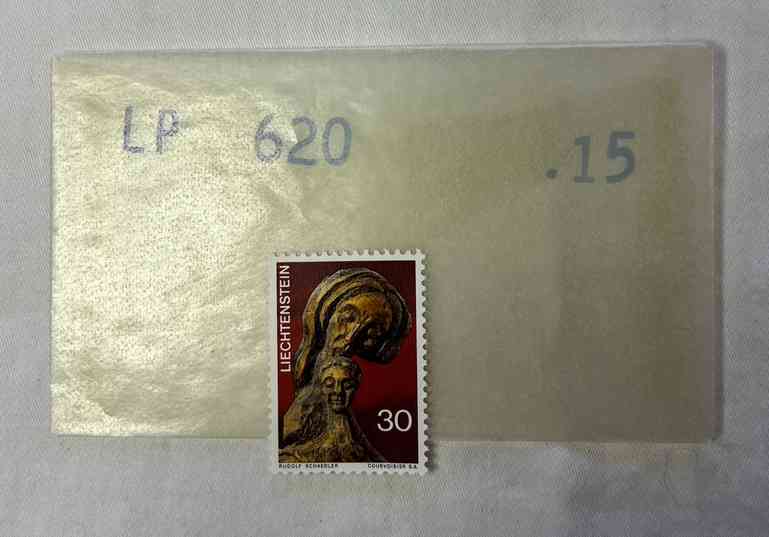 LP 620 .15
LIECHTENSTEIN
30
RUDOLF SCHAEDLER COURVOISIER S.A.